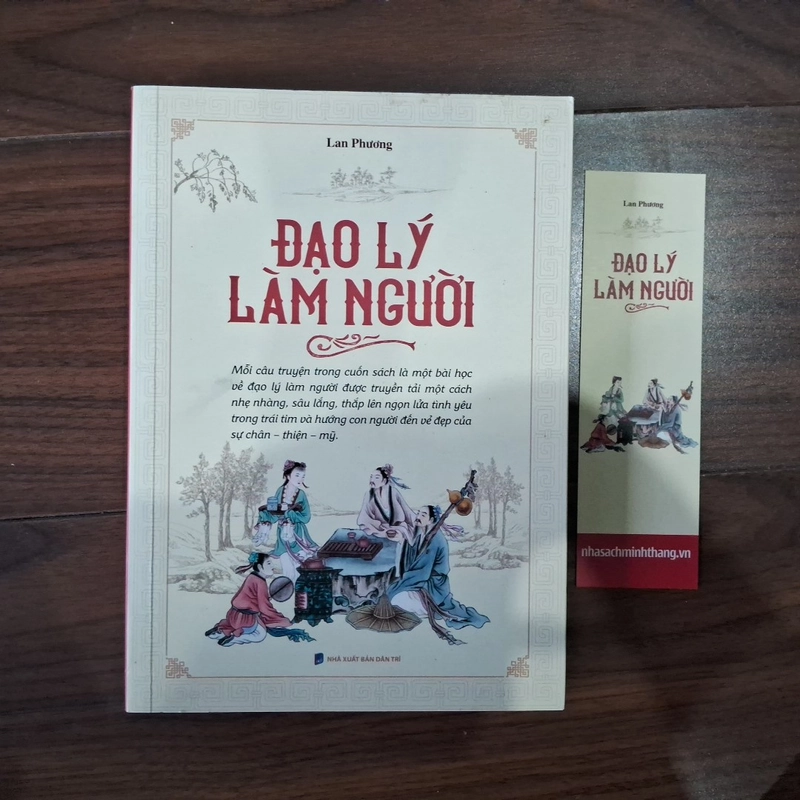 Lan Phương
ĐẠO LÝ
LÀM NGƯỜI
Mỗi câu truyện trong cuốn sách là một bài học
về đạo lý làm người được truyền tải một cách
nhẹ nhàng, sâu lắng, thắp lên ngọn lửa tình yêu
trong trái tim và hướng con người đến vẻ đẹp của
sự chân – thiện – mỹ.
NHÀ XUẤT BẢN DÂN TRÍ
Lan Phương
ĐẠO LÝ
LÀM NGƯỜI
nhasachminhthang.vn